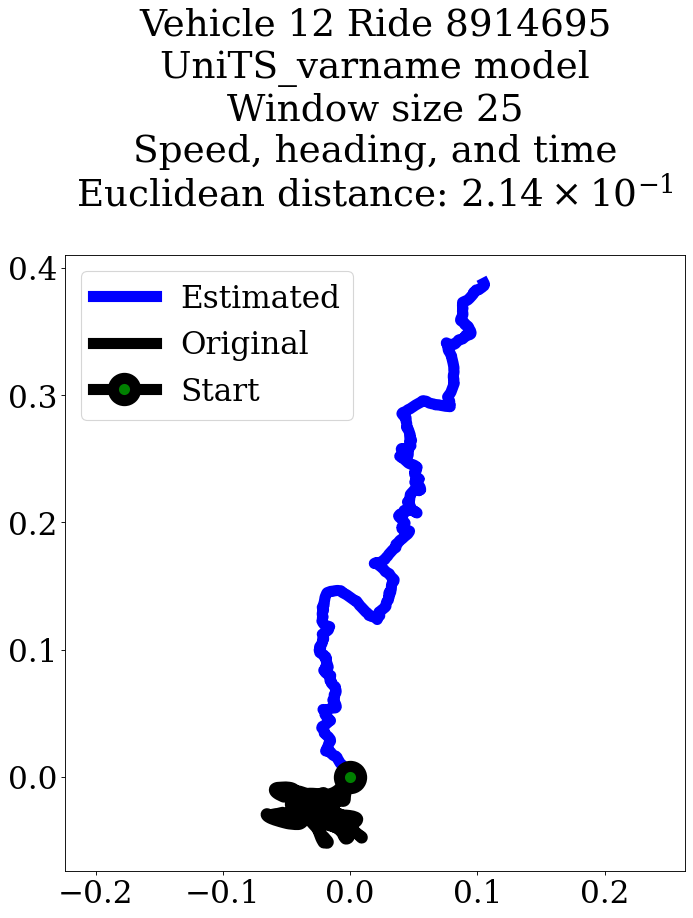 Vehicle 12 Ride 8914695
UniTS_varname model
Window size 25
Speed, heading, and time
Euclidean distance: 2.14 × 10⁻¹
Estimated
Original
Start
0.4
0.3
0.2
0.1
0.0
−0.2 −0.1 0.0 0.1 0.2